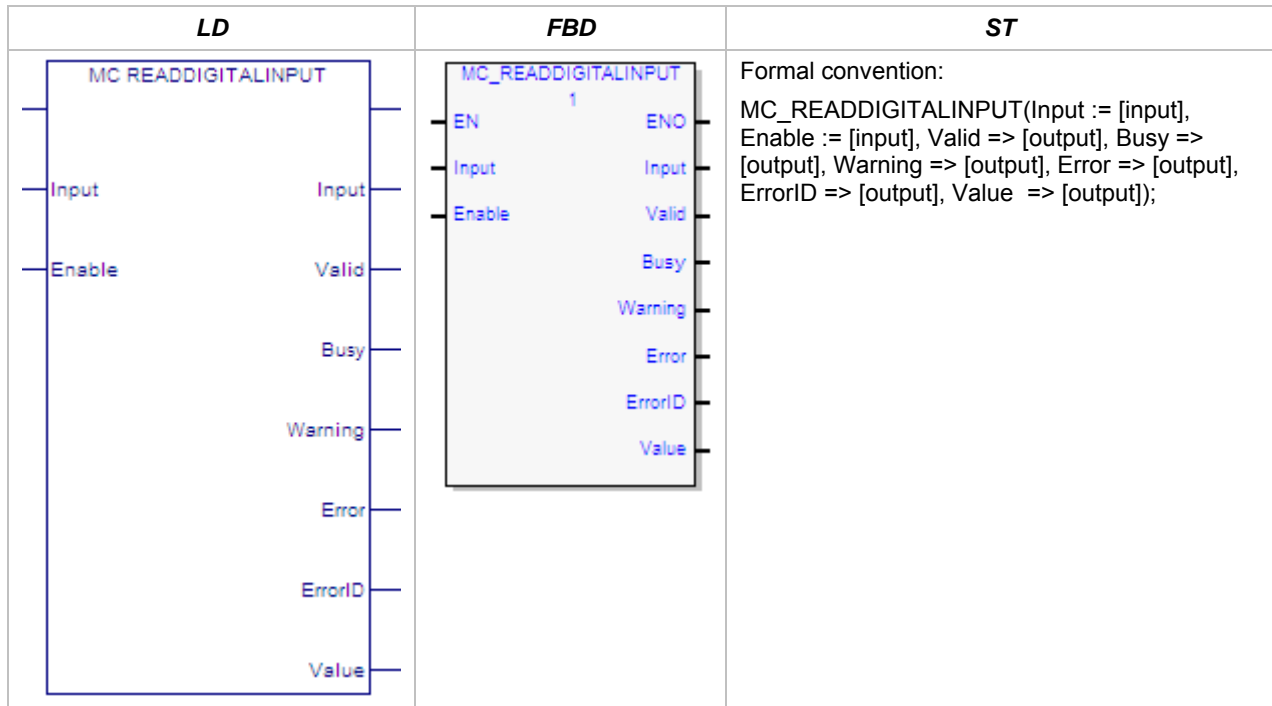 LD
FBD
ST
MC READDIGITALINPUT
Input Input
Enable Valid
Busy
Warning
Error
ErrorID
Value
MC_READDIGITALINPUT
1
EN ENO
Input Input
Enable Valid
Busy
Warning
Error
ErrorID
Value
Formal convention:
MC_READDIGITALINPUT(Input := [input],
Enable := [input], Valid => [output], Busy =>
[output], Warning => [output], Error => [output],
ErrorID => [output], Value => [output]);